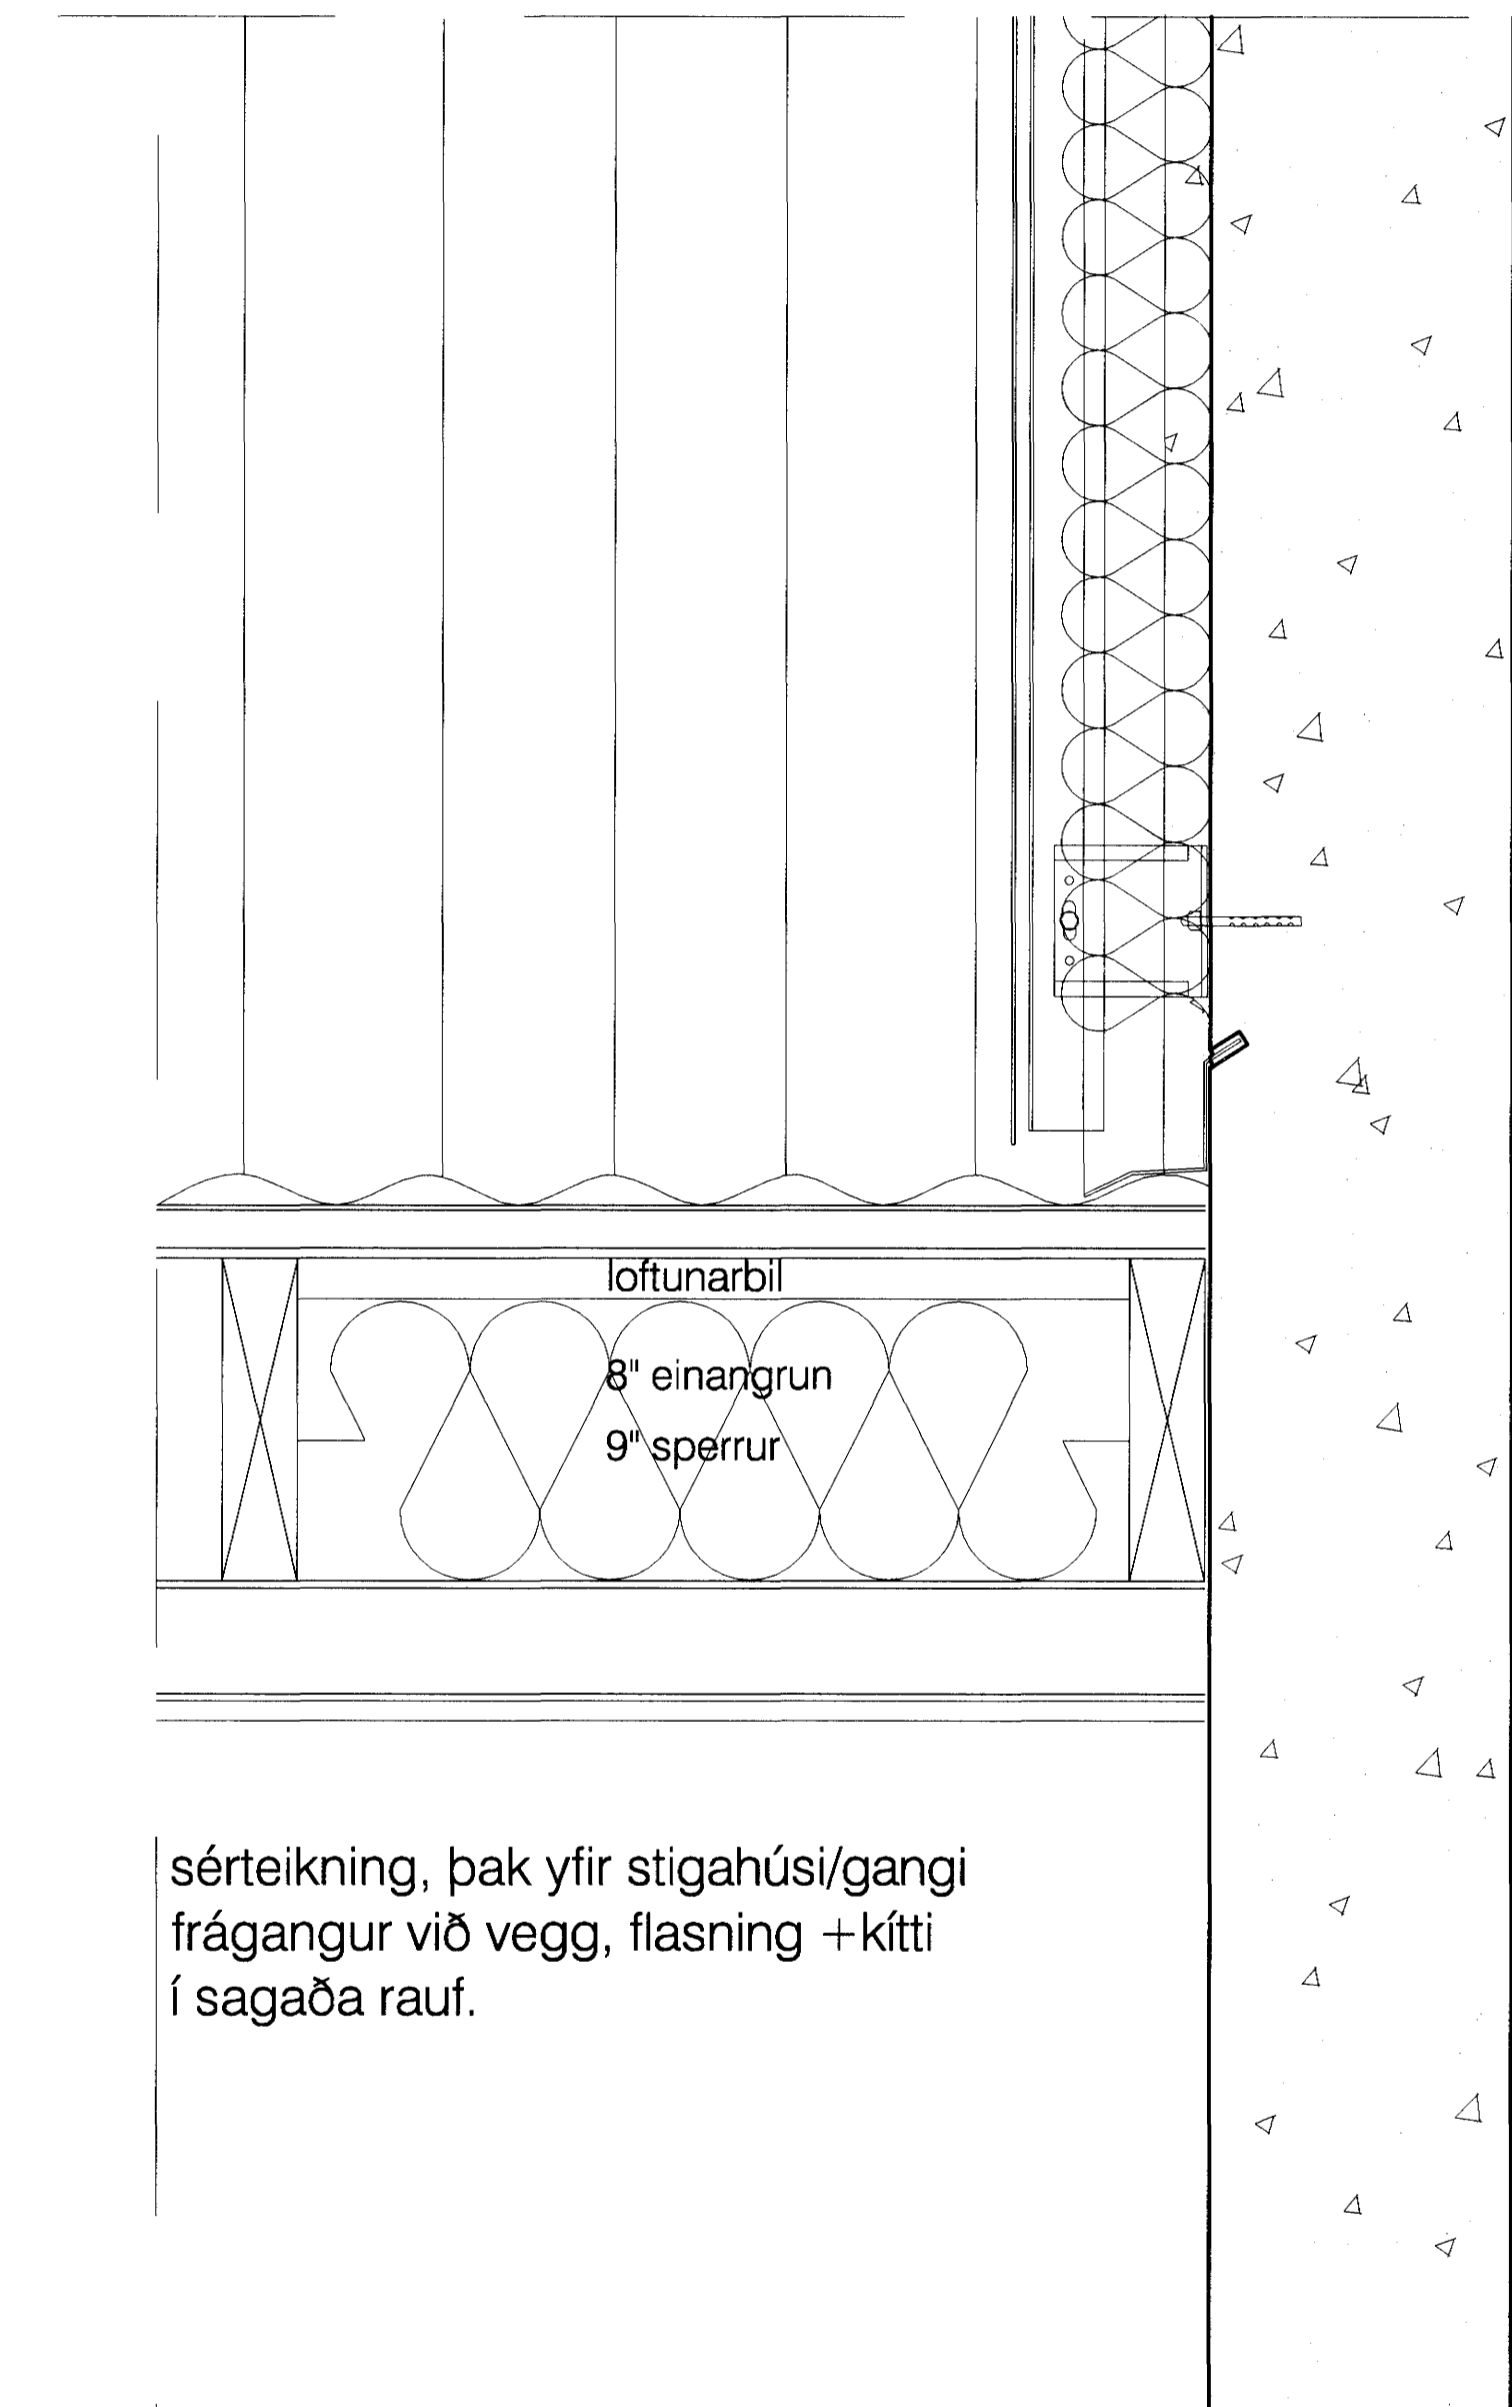 loftunarbil
8" einangrun
9" sperrur
sérteikning, þak yfir stigahúsi/gangi
frágangur við vegg, flasning +kítti
í sagaða rauf.